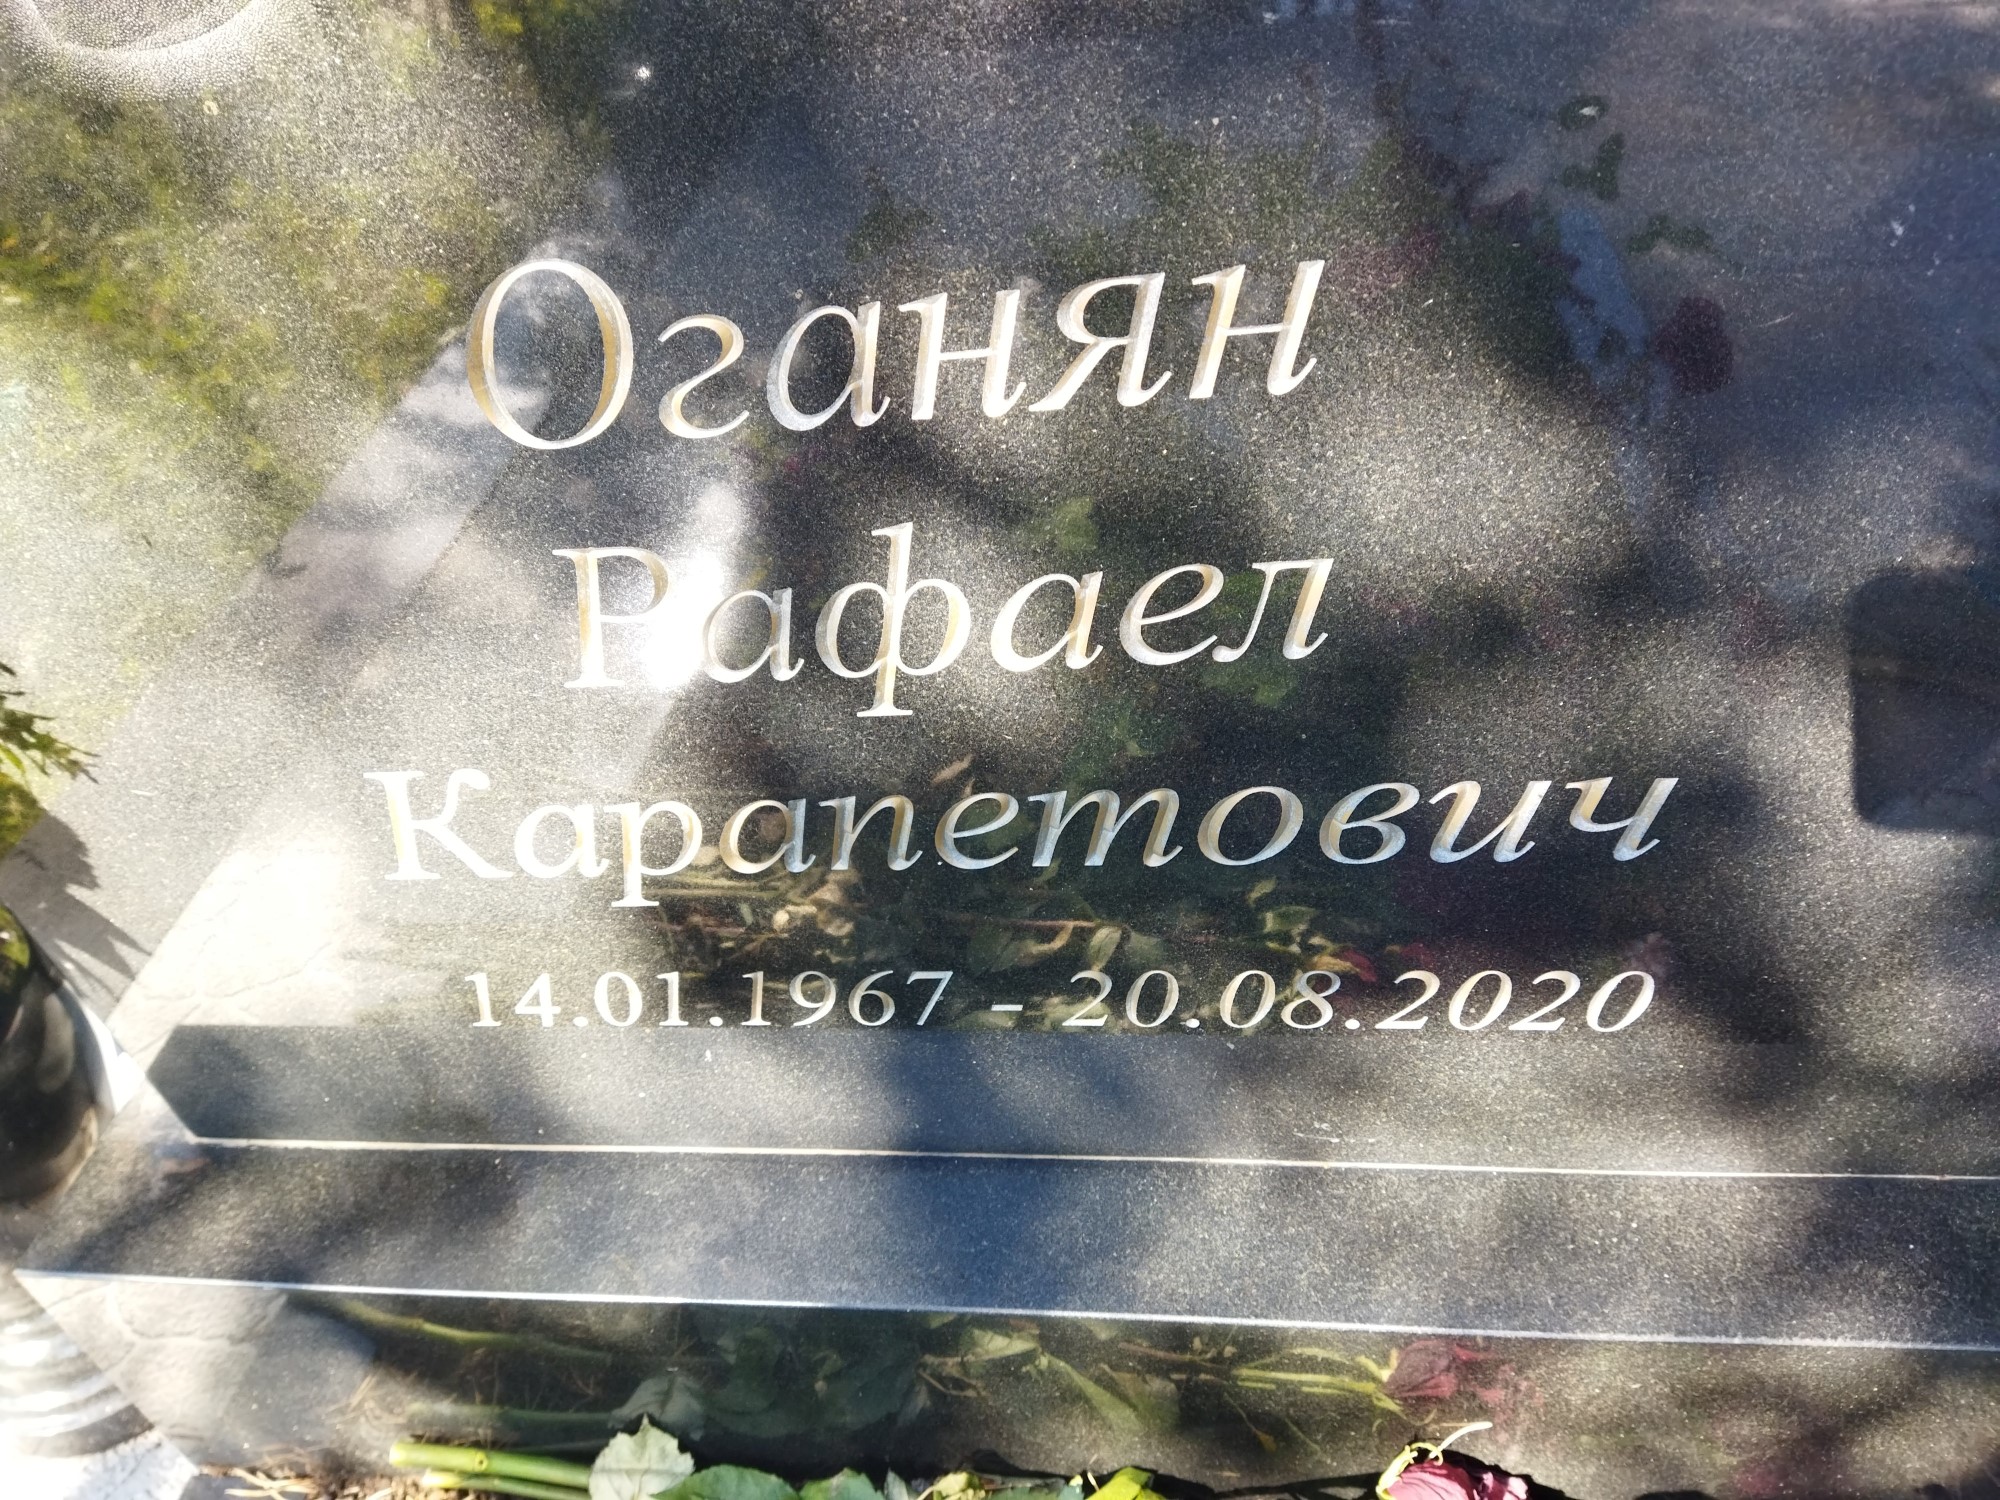 Оганян
Рафаел
Карапетович
14.01.1967 - 20.08.2020